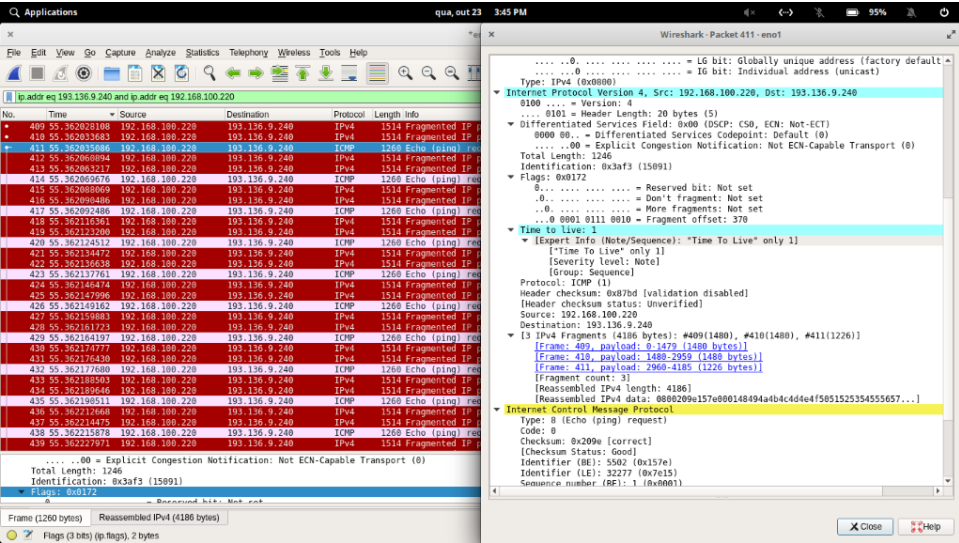 Applications
qua, out 23 3:45 PM
95%
File Edit View Go Capture Analyze Statistics Telephony Wireless Tools Help
ip.addr eq 193.136.9.240 and ip.addr eq 192.168.100.220
No. Time Source Destination Protocol Length Info
409 55.362028108 192.168.100.220 193.136.9.240 IPv4 1514 Fragmented IP
410 55.362033683 192.168.100.220 193.136.9.240 IPv4 1514 Fragmented IP
411 55.362035086 192.168.100.220 193.136.9.240 ICMP 1260 Echo (ping) req
412 55.362060894 192.168.100.220 193.136.9.240 IPv4 1514 Fragmented IP
413 55.362063217 192.168.100.220 193.136.9.240 IPv4 1514 Fragmented IP
414 55.362069676 192.168.100.220 193.136.9.240 ICMP 1260 Echo (ping) req
415 55.362088069 192.168.100.220 193.136.9.240 IPv4 1514 Fragmented IP
416 55.362090486 192.168.100.220 193.136.9.240 IPv4 1514 Fragmented IP
417 55.362092486 192.168.100.220 193.136.9.240 ICMP 1260 Echo (ping) req
418 55.362116361 192.168.100.220 193.136.9.240 IPv4 1514 Fragmented IP
419 55.362123200 192.168.100.220 193.136.9.240 IPv4 1514 Fragmented IP
420 55.362124512 192.168.100.220 193.136.9.240 ICMP 1260 Echo (ping) req
421 55.362134472 192.168.100.220 193.136.9.240 IPv4 1514 Fragmented IP
422 55.362136638 192.168.100.220 193.136.9.240 IPv4 1514 Fragmented IP
423 55.362137761 192.168.100.220 193.136.9.240 ICMP 1260 Echo (ping) req
424 55.362146474 192.168.100.220 193.136.9.240 IPv4 1514 Fragmented IP
425 55.362147996 192.168.100.220 193.136.9.240 IPv4 1514 Fragmented IP
426 55.362149162 192.168.100.220 193.136.9.240 ICMP 1260 Echo (ping) req
427 55.362159883 192.168.100.220 193.136.9.240 IPv4 1514 Fragmented IP
428 55.362161723 192.168.100.220 193.136.9.240 IPv4 1514 Fragmented IP
429 55.362164197 192.168.100.220 193.136.9.240 ICMP 1260 Echo (ping) req
430 55.362174777 192.168.100.220 193.136.9.240 IPv4 1514 Fragmented IP
431 55.362176430 192.168.100.220 193.136.9.240 IPv4 1514 Fragmented IP
432 55.362177680 192.168.100.220 193.136.9.240 ICMP 1260 Echo (ping) req
433 55.362188503 192.168.100.220 193.136.9.240 IPv4 1514 Fragmented IP
434 55.362189646 192.168.100.220 193.136.9.240 IPv4 1514 Fragmented IP
435 55.362190511 192.168.100.220 193.136.9.240 ICMP 1260 Echo (ping) req
436 55.362212668 192.168.100.220 193.136.9.240 IPv4 1514 Fragmented IP
437 55.362214475 192.168.100.220 193.136.9.240 IPv4 1514 Fragmented IP
438 55.362215878 192.168.100.220 193.136.9.240 ICMP 1260 Echo (ping) req
439 55.362227971 192.168.100.220 193.136.9.240 IPv4 1514 Fragmented IP
.... ..00 = Explicit Congestion Notification: Not ECN-Capable Transport (0)
Total Length: 1246
Identification: 0x3af3 (15091)
Flags: 0x0172
Frame (1260 bytes) Reassembled IPv4 (4186 bytes)
Flags (3 bits) (ip.flags), 2 bytes
Wireshark · Packet 411 · eno1
.... ..0. .... .... .... .... = LG bit: Globally unique address (factory default
.... ...0 .... .... .... .... = IG bit: Individual address (unicast)
Type: IPv4 (0x0800)
Internet Protocol Version 4, Src: 192.168.100.220, Dst: 193.136.9.240
0100 .... = Version: 4
.... 0101 = Header Length: 20 bytes (5)
Differentiated Services Field: 0x00 (DSCP: CS0, ECN: Not-ECT)
0000 00.. = Differentiated Services Codepoint: Default (0)
.... ..00 = Explicit Congestion Notification: Not ECN-Capable Transport (0)
Total Length: 1246
Identification: 0x3af3 (15091)
Flags: 0x0172
0... .... .... .... = Reserved bit: Not set
.0.. .... .... .... = Don't fragment: Not set
..0. .... .... .... = More fragments: Not set
...0 0001 0111 0010 = Fragment offset: 370
Time to live: 1
[Expert Info (Note/Sequence): "Time To Live" only 1]
["Time To Live" only 1]
[Severity level: Note]
[Group: Sequence]
Protocol: ICMP (1)
Header checksum: 0x87bd [validation disabled]
[Header checksum status: Unverified]
Source: 192.168.100.220
Destination: 193.136.9.240
[3 IPv4 Fragments (4186 bytes): #409(1480), #410(1480), #411(1226)]
[Frame: 409, payload: 0-1479 (1480 bytes)]
[Frame: 410, payload: 1480-2959 (1480 bytes)]
[Frame: 411, payload: 2960-4185 (1226 bytes)]
[Fragment count: 3]
[Reassembled IPv4 length: 4186]
[Reassembled IPv4 data: 0800209e157e000148494a4b4c4d4e4f5051525354555657...]
Internet Control Message Protocol
Type: 8 (Echo (ping) request)
Code: 0
Checksum: 0x209e [correct]
[Checksum Status: Good]
Identifier (BE): 5502 (0x157e)
Identifier (LE): 32277 (0x7e15)
Sequence number (BE): 1 (0x0001)
Close Help